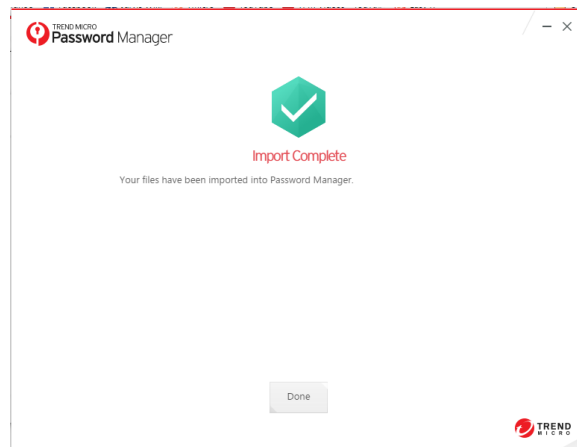 TREND MICRO
Password Manager
Import Complete
Your files have been imported into Password Manager.
Done
TREND
MICRO